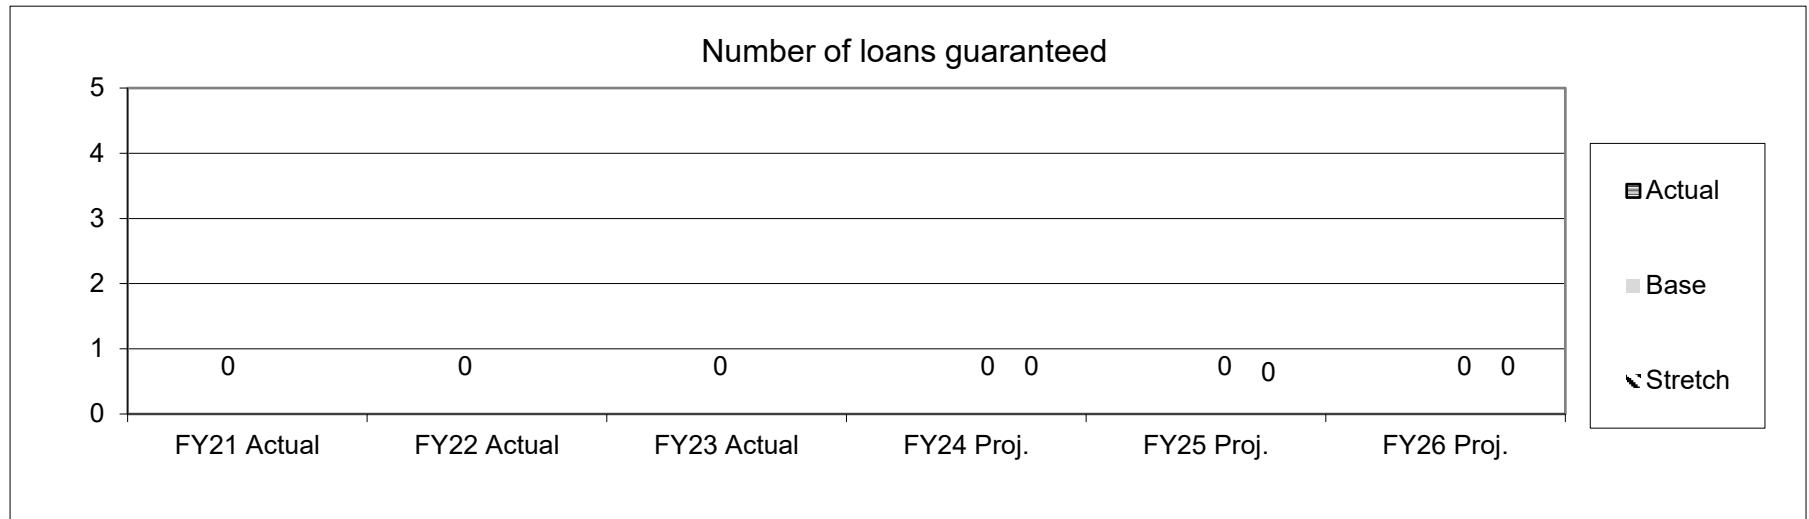 Number of loans guaranteed
5
4
3
2
1
0
0 0 0 0 0 0 0 0 0
FY21 Actual FY22 Actual FY23 Actual FY24 Proj. FY25 Proj. FY26 Proj.
Actual
Base
Stretch